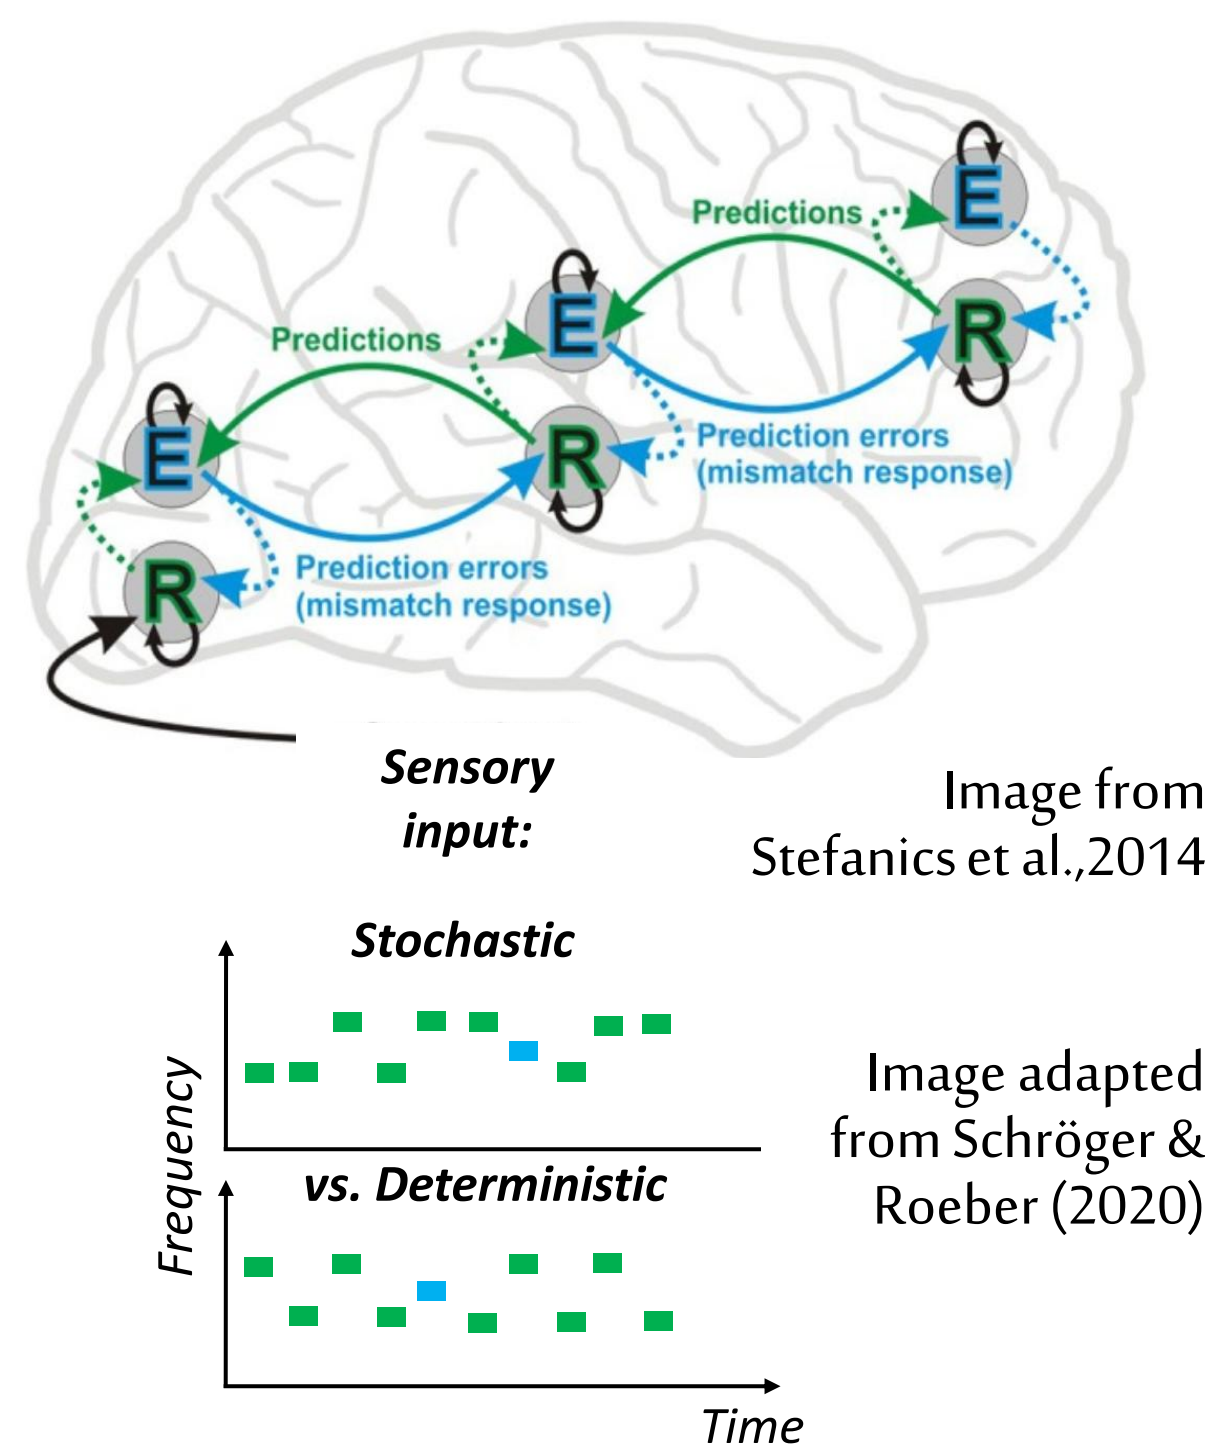 E
Predictions
R
E
Predictions
E
R
Prediction errors
(mismatch response)
R
Prediction errors
(mismatch response)
Sensory
input:
Image from
Stefanics et al.,2014
Stochastic
Frequency
Image adapted
from Schröger &
Roeber (2020)
vs. Deterministic
Time